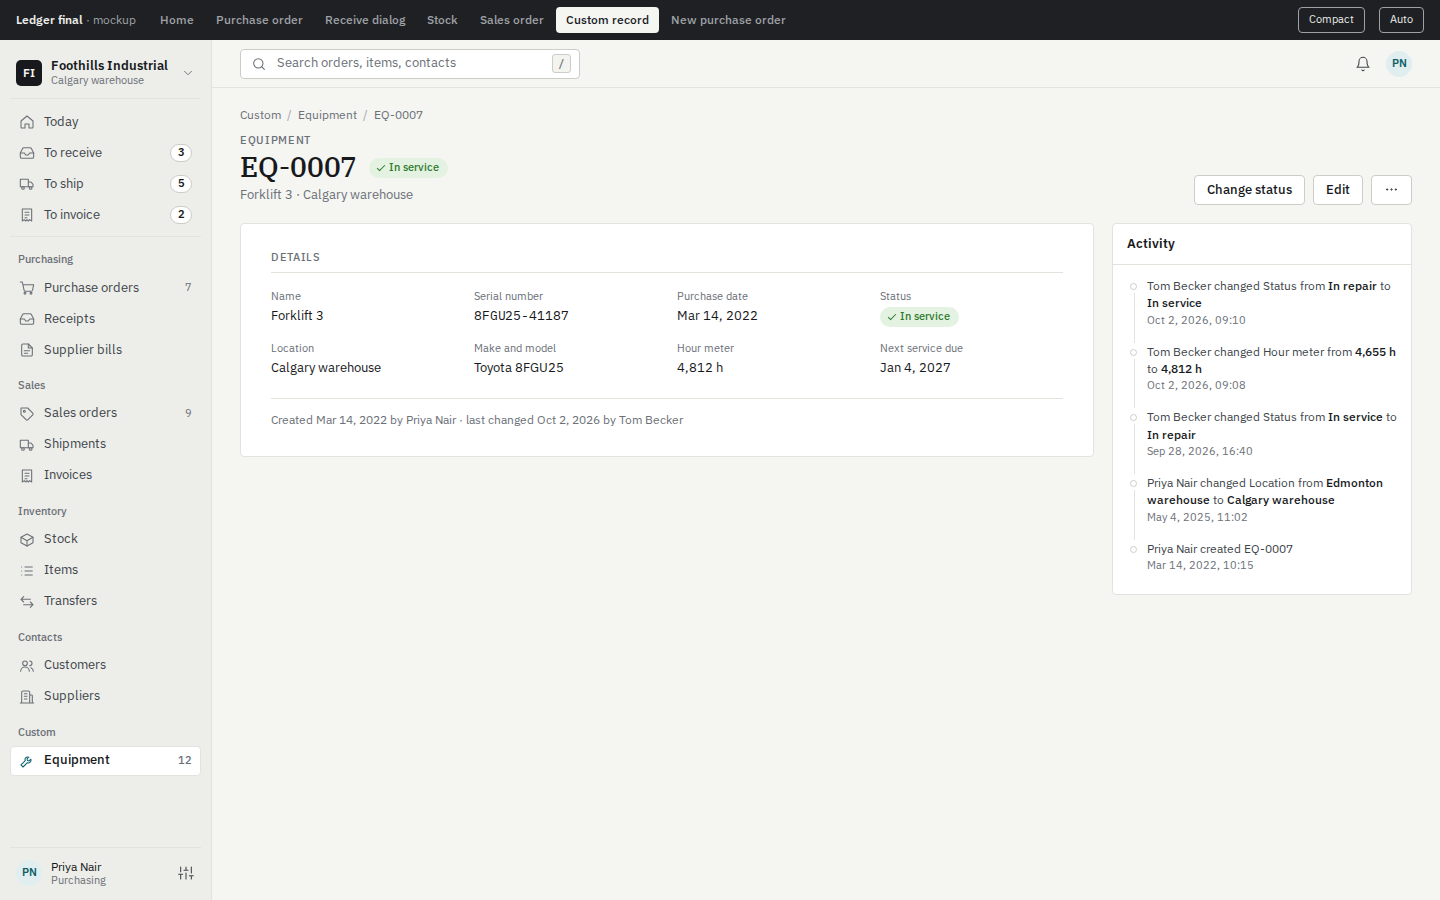 Ledger final · mockup
Home
Purchase order
Receive dialog
Stock
Sales order
Custom record
New purchase order
Compact
Auto
FI
Foothills Industrial
Calgary warehouse
Search orders, items, contacts
/
PN
Today
To receive 3
To ship 5
To invoice 2
Purchasing
Purchase orders 7
Receipts
Supplier bills
Sales
Sales orders 9
Shipments
Invoices
Inventory
Stock
Items
Transfers
Contacts
Customers
Suppliers
Custom
Equipment 12
PN
Priya Nair
Purchasing
Custom / Equipment / EQ-0007
EQUIPMENT
EQ-0007 In service
Forklift 3 · Calgary warehouse
Change status
Edit
···
DETAILS
Name
Forklift 3
Serial number
8FGU25-41187
Purchase date
Mar 14, 2022
Status
In service
Location
Calgary warehouse
Make and model
Toyota 8FGU25
Hour meter
4,812 h
Next service due
Jan 4, 2027
Created Mar 14, 2022 by Priya Nair · last changed Oct 2, 2026 by Tom Becker
Activity
Tom Becker changed Status from In repair to
In service
Oct 2, 2026, 09:10
Tom Becker changed Hour meter from 4,655 h
to 4,812 h
Oct 2, 2026, 09:08
Tom Becker changed Status from In service to
In repair
Sep 28, 2026, 16:40
Priya Nair changed Location from Edmonton
warehouse to Calgary warehouse
May 4, 2025, 11:02
Priya Nair created EQ-0007
Mar 14, 2022, 10:15